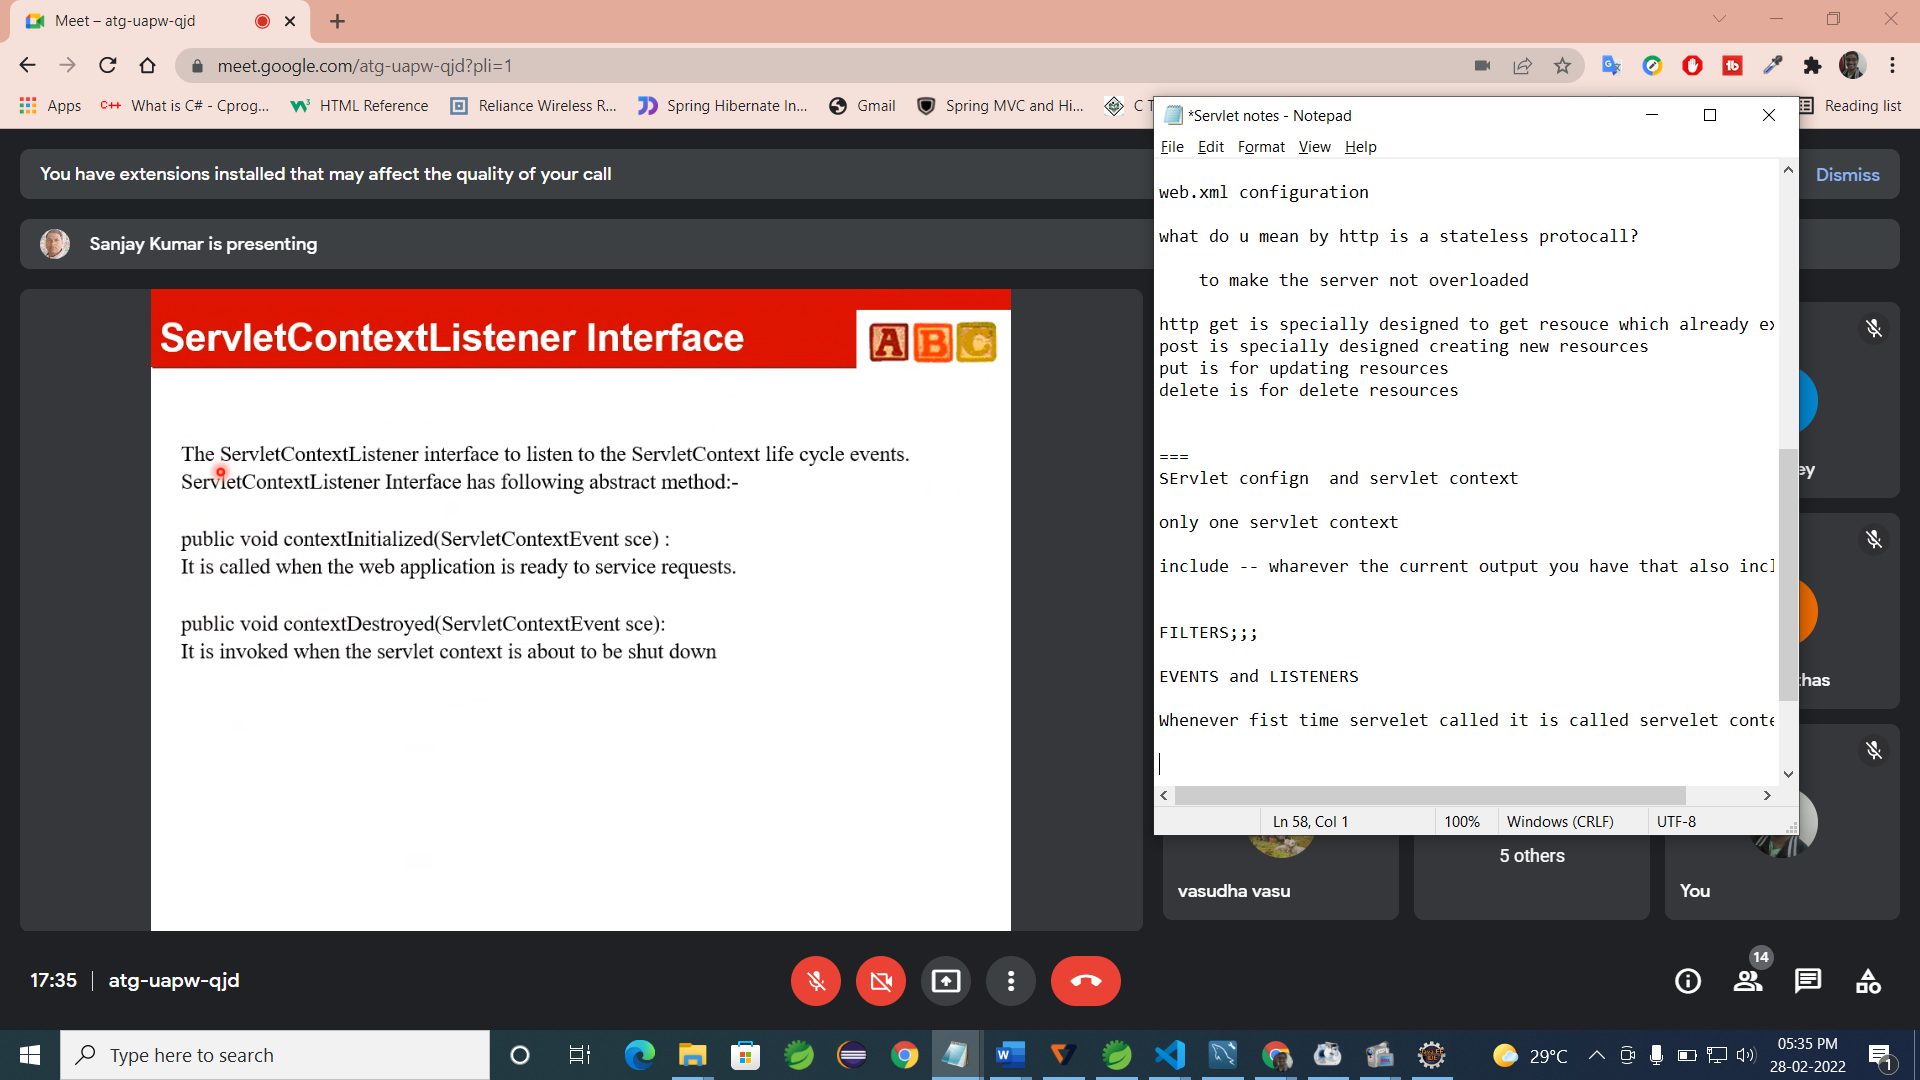 Meet – atg-uapw-qjd
meet.google.com/atg-uapw-qjd?pli=1
Apps
C++ What is C# - Cprog...
HTML Reference
Reliance Wireless R...
Spring Hibernate In...
Gmail
Spring MVC and Hi...
C T
Reading list
You have extensions installed that may affect the quality of your call
Dismiss
Sanjay Kumar is presenting
ServletContextListener Interface
A B C
The ServletContextListener interface to listen to the ServletContext life cycle events.
ServletContextListener Interface has following abstract method:-
public void contextInitialized(ServletContextEvent sce) :
It is called when the web application is ready to service requests.
public void contextDestroyed(ServletContextEvent sce):
It is invoked when the servlet context is about to be shut down
*Servlet notes - Notepad
File Edit Format View Help
web.xml configuration
what do u mean by http is a stateless protocall?
to make the server not overloaded
http get is specially designed to get resouce which already ex
post is specially designed creating new resources
put is for updating resources
delete is for delete resources
===
SErvlet confign  and servlet context
only one servlet context
include -- wharever the current output you have that also incl
FILTERS;;;
EVENTS and LISTENERS
Whenever fist time servelet called it is called servelet conte
Ln 58, Col 1
100%
Windows (CRLF)
UTF-8
ey
thas
vasudha vasu
5 others
You
17:35
atg-uapw-qjd
14
Type here to search
29°C
05:35 PM
28-02-2022
1